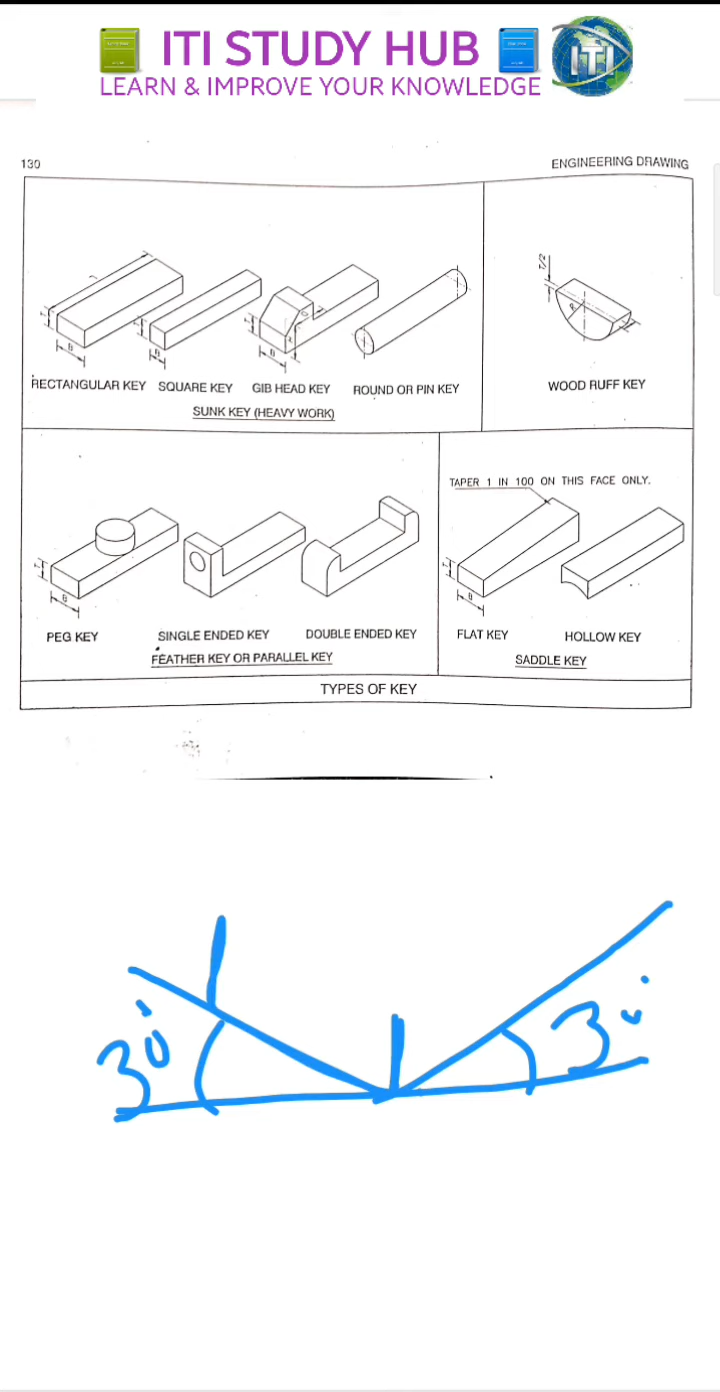 ITI STUDY HUB
ITI
LEARN & IMPROVE YOUR KNOWLEDGE
130
ENGINEERING DRAWING
T/2
R
T
L
B
T
B
T
B
RECTANGULAR KEY
SQUARE KEY
GIB HEAD KEY
ROUND OR PIN KEY
WOOD RUFF KEY
SUNK KEY (HEAVY WORK)
TAPER 1 IN 100 ON THIS FACE ONLY.
T
B
T
B
PEG KEY
SINGLE ENDED KEY
DOUBLE ENDED KEY
FLAT KEY
HOLLOW KEY
FEATHER KEY OR PARALLEL KEY
SADDLE KEY
TYPES OF KEY
30°
30°